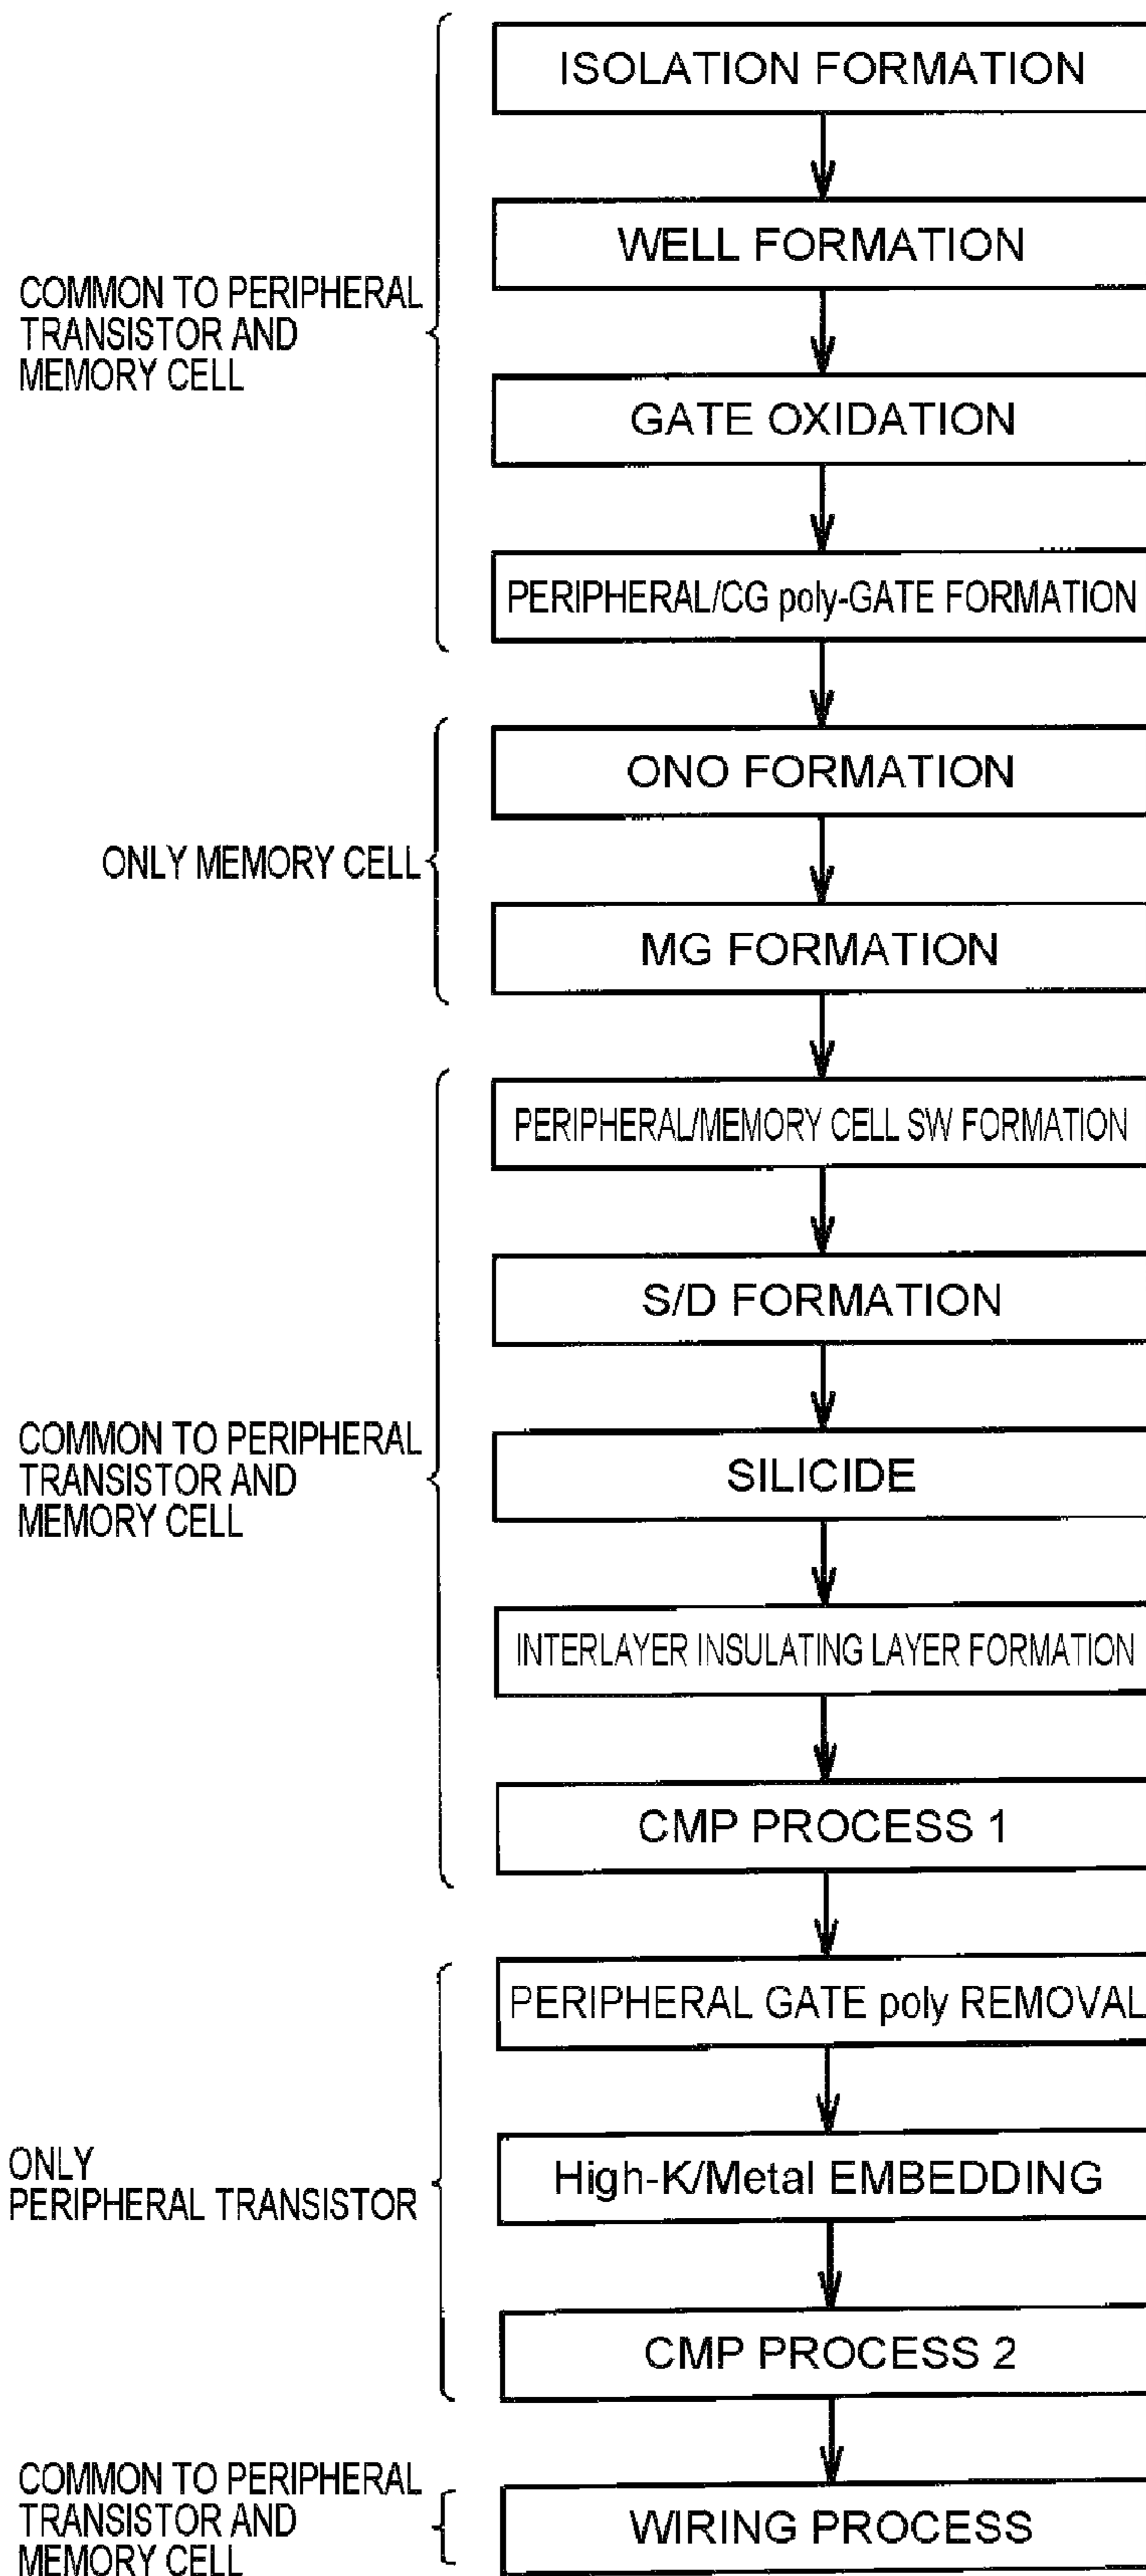 ISOLATION FORMATION
WELL FORMATION
COMMON TO PERIPHERAL
TRANSISTOR AND
MEMORY CELL
GATE OXIDATION
PERIPHERAL/CG poly-GATE FORMATION
ONO FORMATION
ONLY MEMORY CELL
MG FORMATION
PERIPHERAL/MEMORY CELL SW FORMATION
S/D FORMATION
COMMON TO PERIPHERAL
TRANSISTOR AND
MEMORY CELL
SILICIDE
INTERLAYER INSULATING LAYER FORMATION
CMP PROCESS 1
PERIPHERAL GATE poly REMOVAL
ONLY
PERIPHERAL TRANSISTOR
High-K/Metal EMBEDDING
CMP PROCESS 2
COMMON TO PERIPHERAL
TRANSISTOR AND
MEMORY CELL
WIRING PROCESS